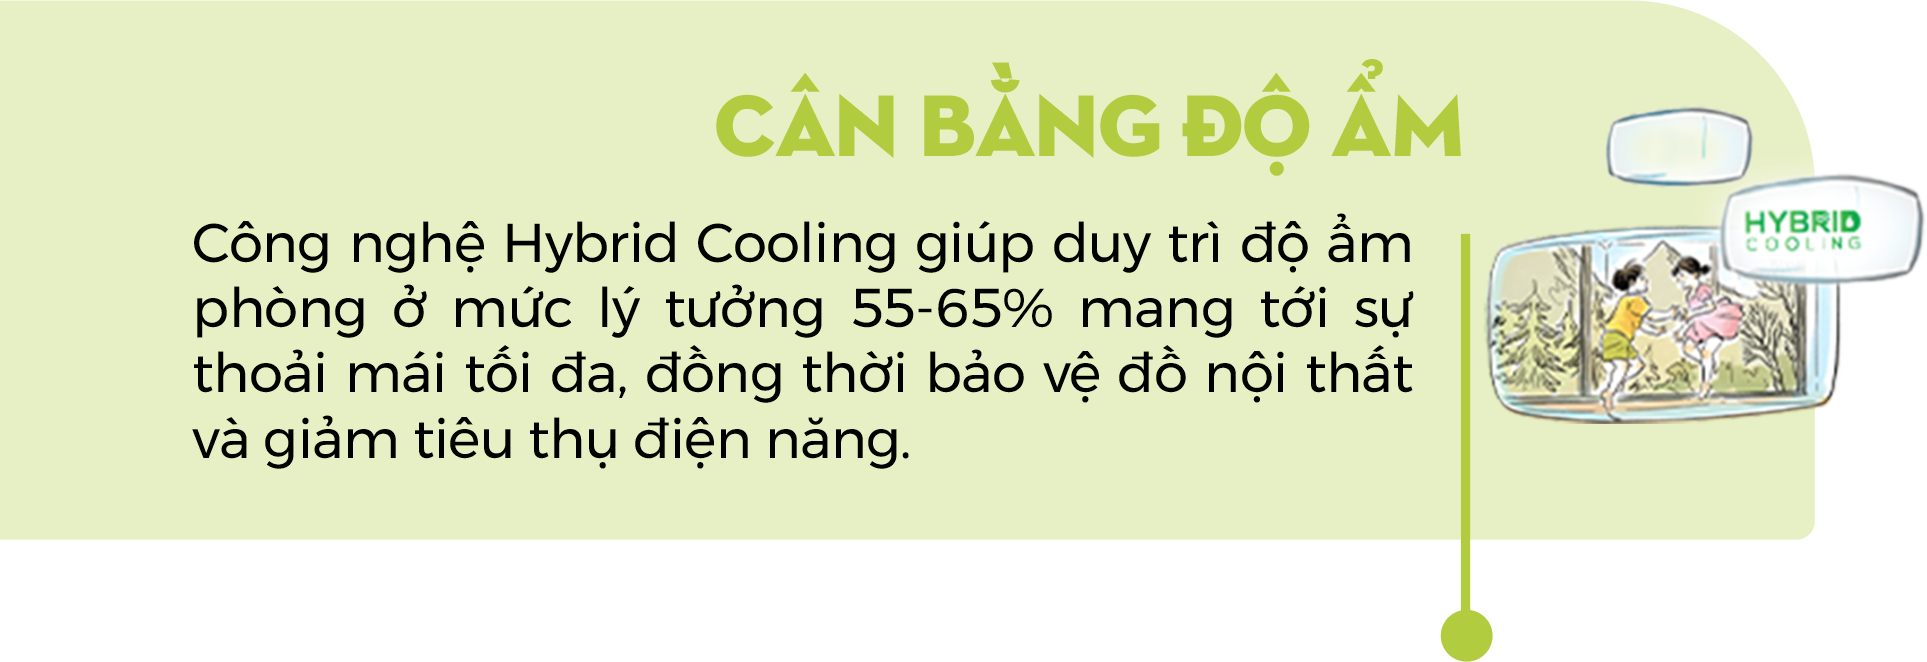 CÂN BẰNG ĐỘ ẨM
Công nghệ Hybrid Cooling giúp duy trì độ ẩm
phòng ở mức lý tưởng 55-65% mang tới sự
thoải mái tối đa, đồng thời bảo vệ đồ nội thất
và giảm tiêu thụ điện năng.
HYBRID
COOLING